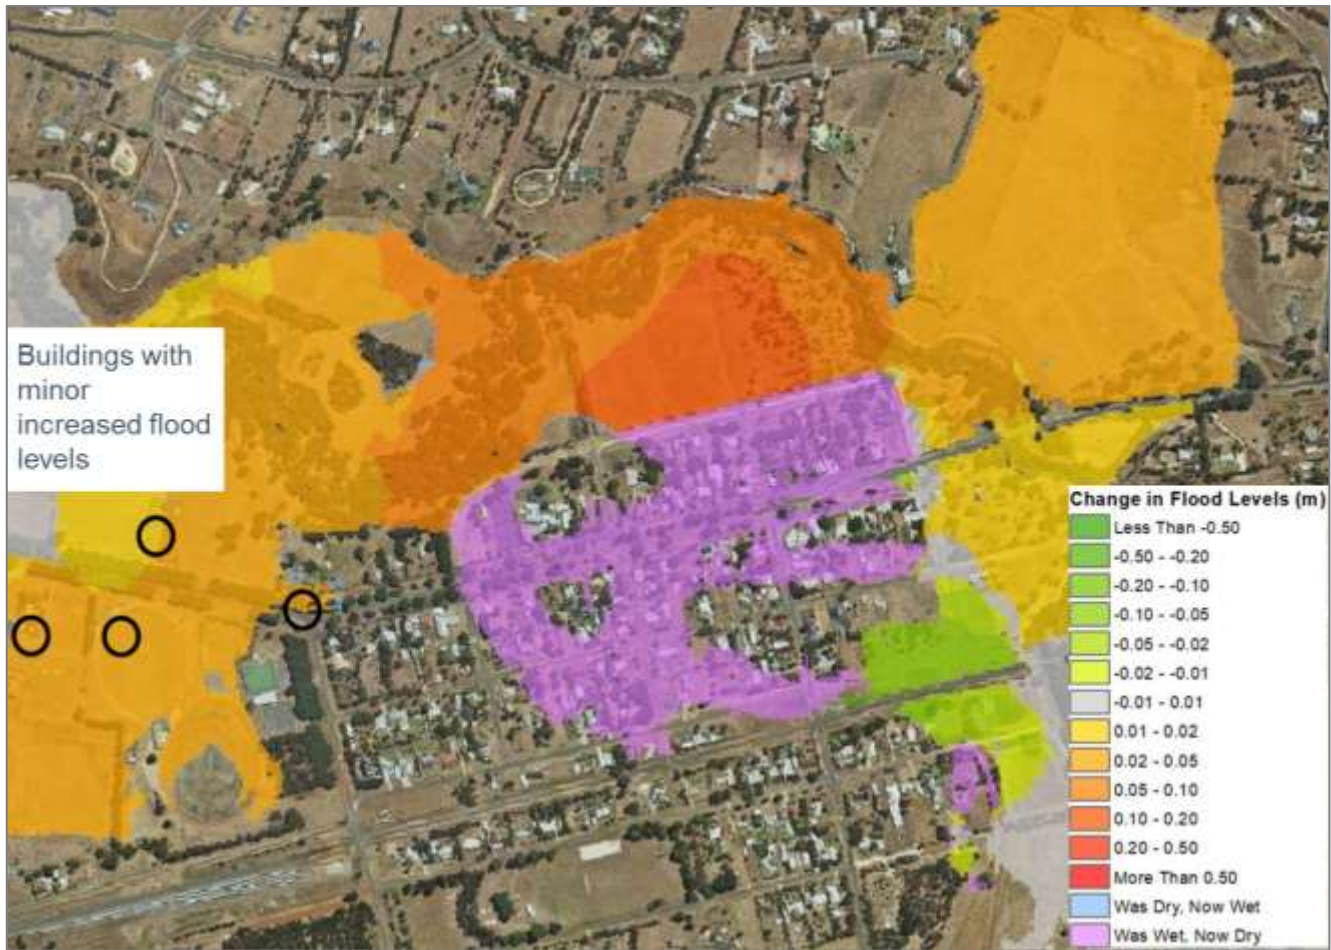 Buildings with
minor
increased flood
levels
Change in Flood Levels (m)
Less Than -0.50
-0.50 - -0.20
-0.20 - -0.10
-0.10 - -0.05
-0.05 - -0.02
-0.02 - -0.01
-0.01 - 0.01
0.01 - 0.02
0.02 - 0.05
0.05 - 0.10
0.10 - 0.20
0.20 - 0.50
More Than 0.50
Was Dry, Now Wet
Was Wet, Now Dry